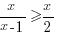 x/(x-1) ⩾ x/2